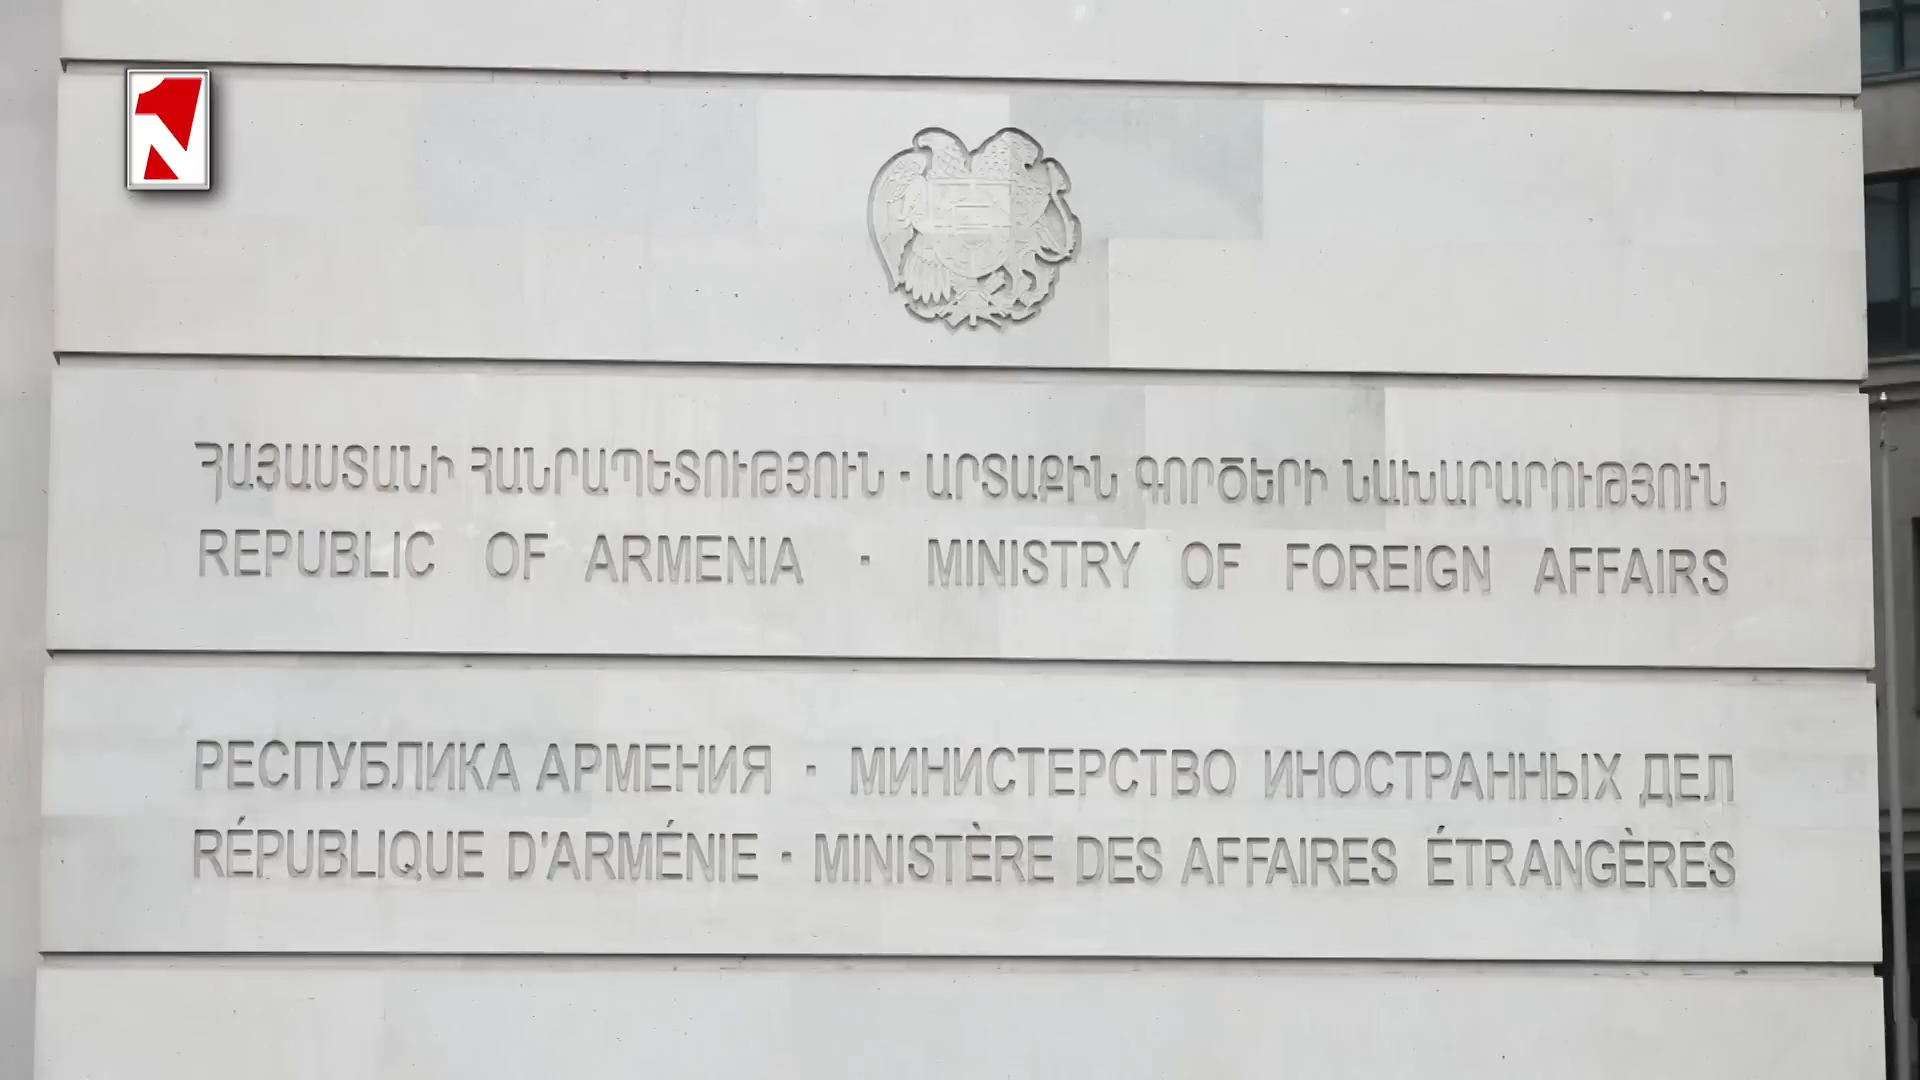 1N
ՀԱՅԱՍՏԱՆԻ ՀԱՆՐԱՊԵՏՈՒԹՅՈՒՆ · ԱՐՏԱՔԻՆ ԳՈՐԾԵՐԻ ՆԱԽԱՐԱՐՈՒԹՅՈՒՆ
REPUBLIC OF ARMENIA · MINISTRY OF FOREIGN AFFAIRS
РЕСПУБЛИКА АРМЕНИЯ · МИНИСТЕРСТВО ИНОСТРАННЫХ ДЕЛ
RÉPUBLIQUE D'ARMÉNIE · MINISTÈRE DES AFFAIRES ÉTRANGÈRES